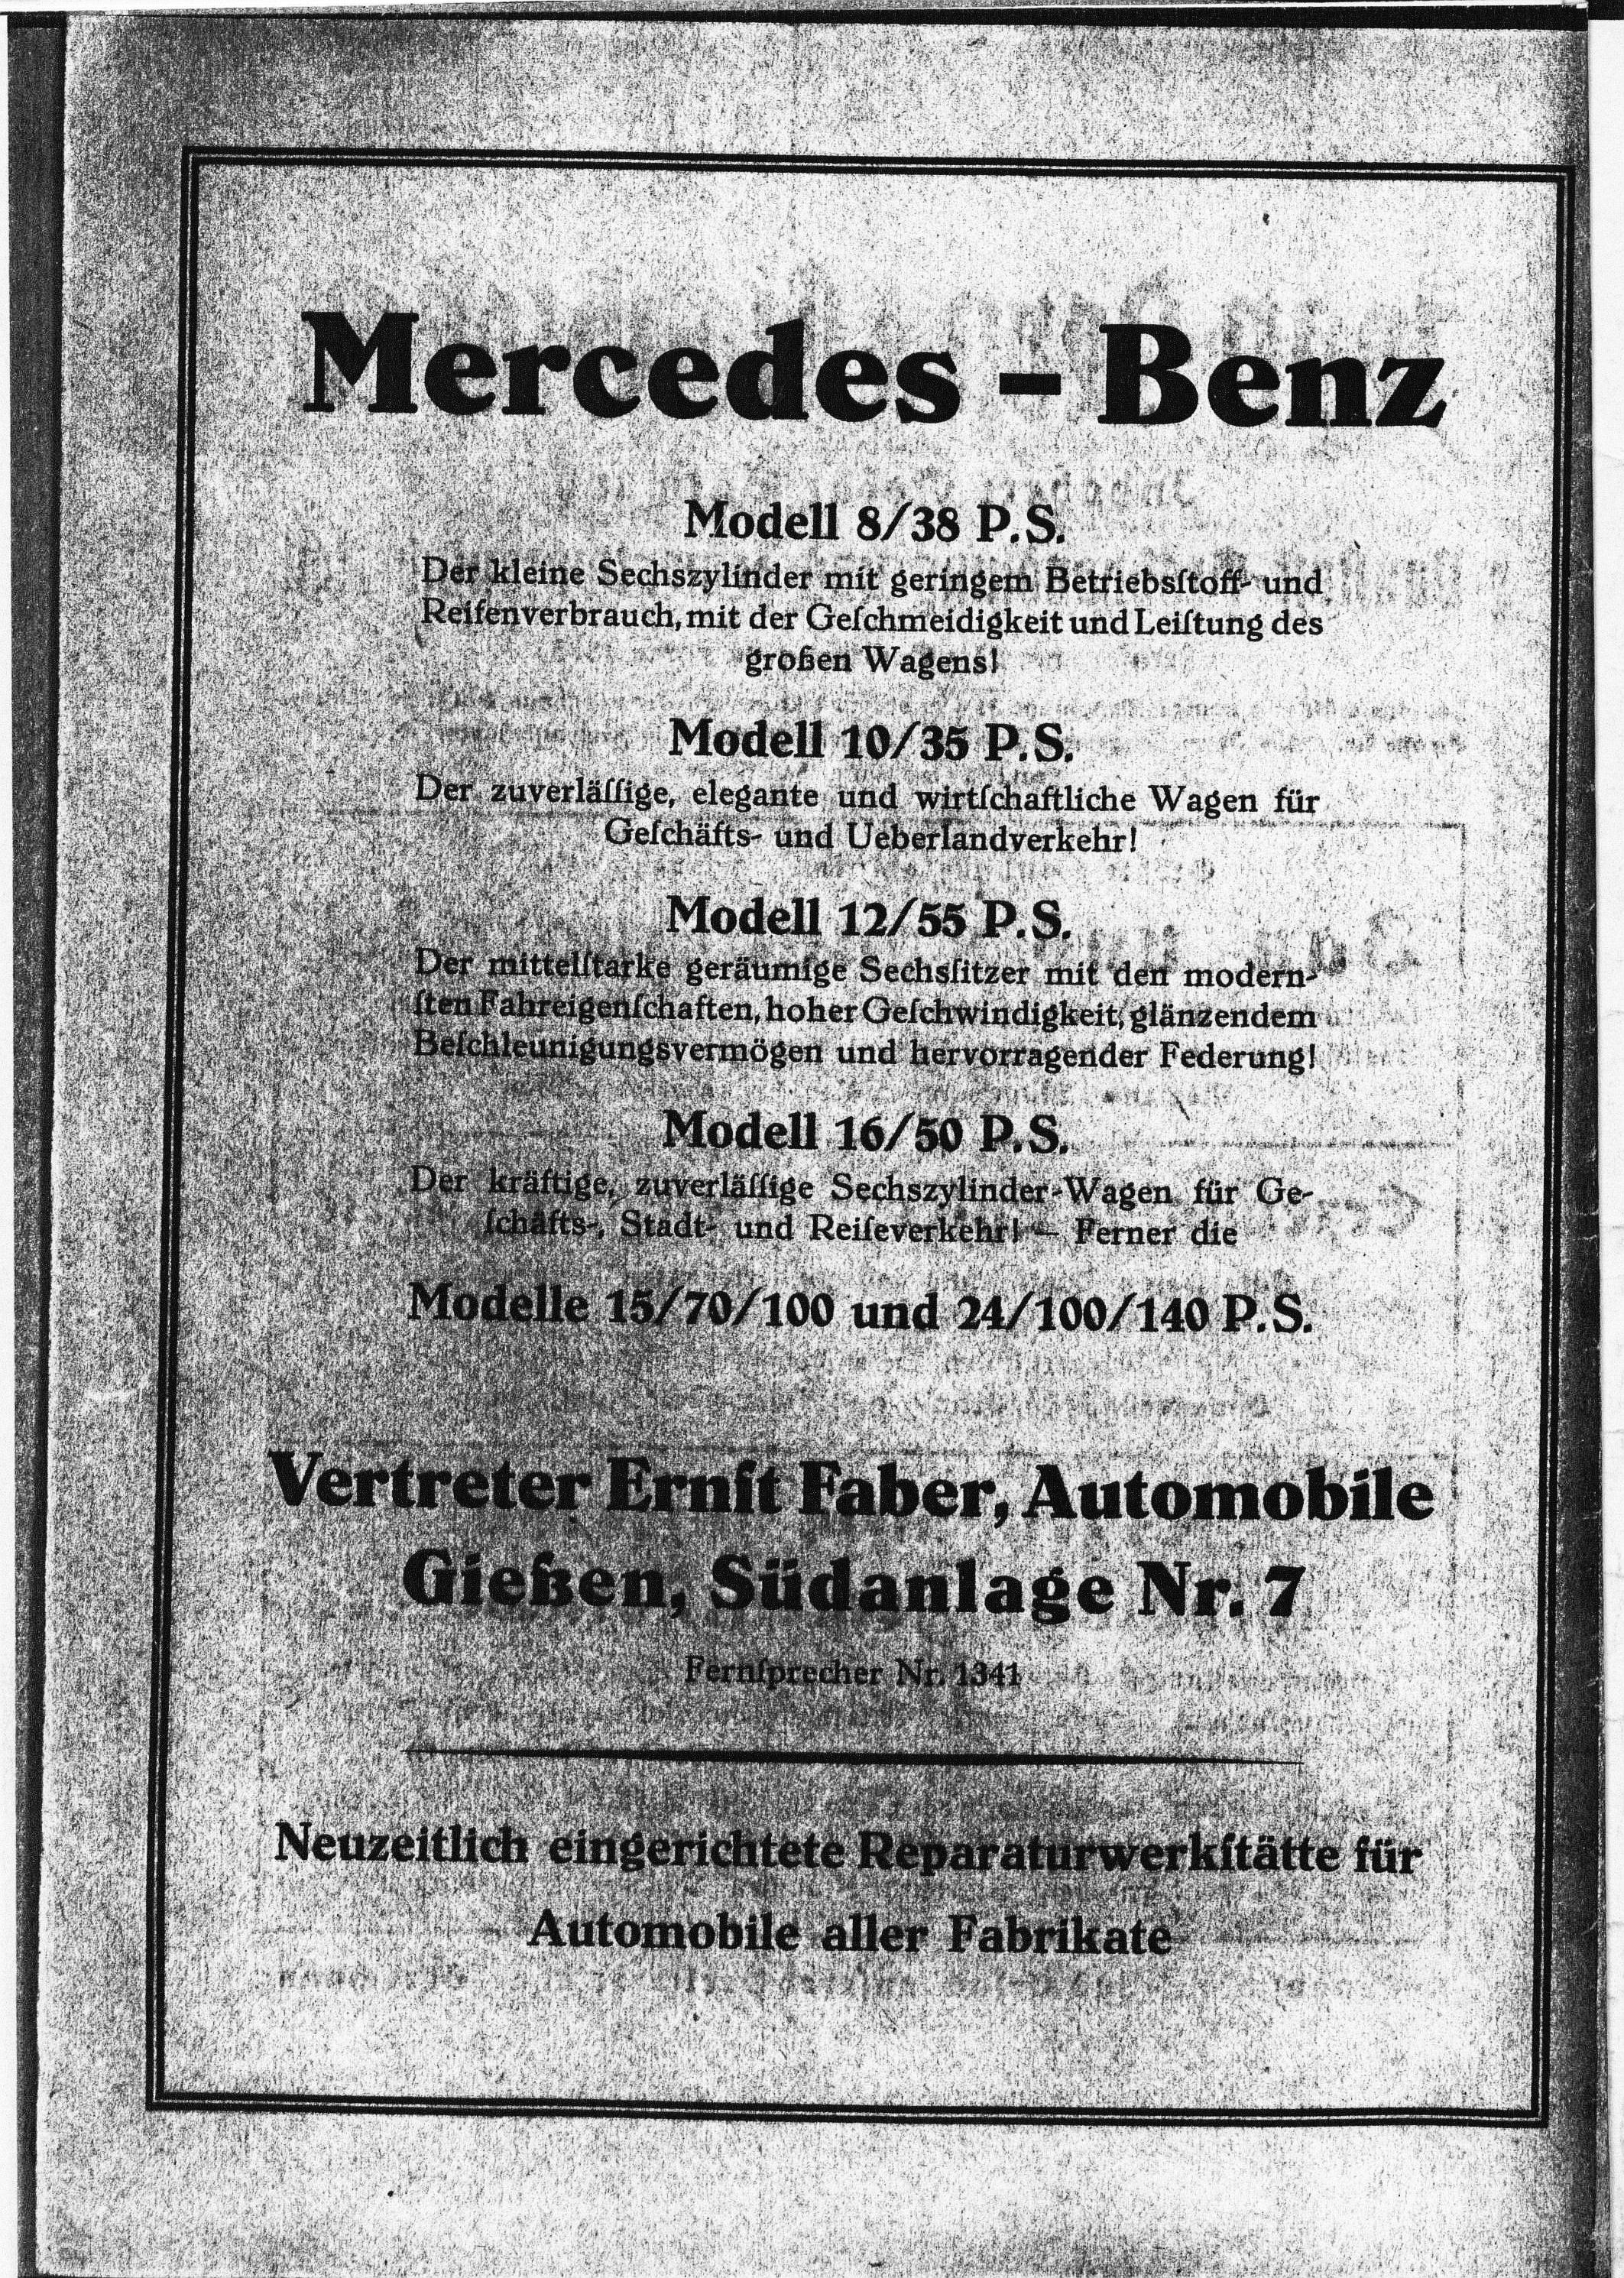 Mercedes – Benz
Modell 8/38 P.S.
Der kleine Sechszylinder mit geringem Betriebsſtoff- und
Reifenverbrauch, mit der Geſchmeidigkeit und Leiſtung des
großen Wagens!
Modell 10/35 P.S.
Der zuverläſſige, elegante und wirtſchaftliche Wagen für
Geſchäfts- und Ueberlandverkehr!
Modell 12/55 P.S.
Der mittelſtarke geräumige Sechsſitzer mit den modern-
ſten Fahreigenſchaften, hoher Geſchwindigkeit, glänzendem
Beſchleunigungsvermögen und hervorragender Federung!
Modell 16/50 P.S.
Der kräftige, zuverläſſige Sechszylinder-Wagen für Ge-
ſchäfts-, Stadt- und Reiſeverkehr! — Ferner die
Modelle 15/70/100 und 24/100/140 P.S.
Vertreter Ernſt Faber, Automobile
Gießen, Südanlage Nr. 7
Fernſprecher Nr. 1341
Neuzeitlich eingerichtete Reparaturwerkſtätte für
Automobile aller Fabrikate